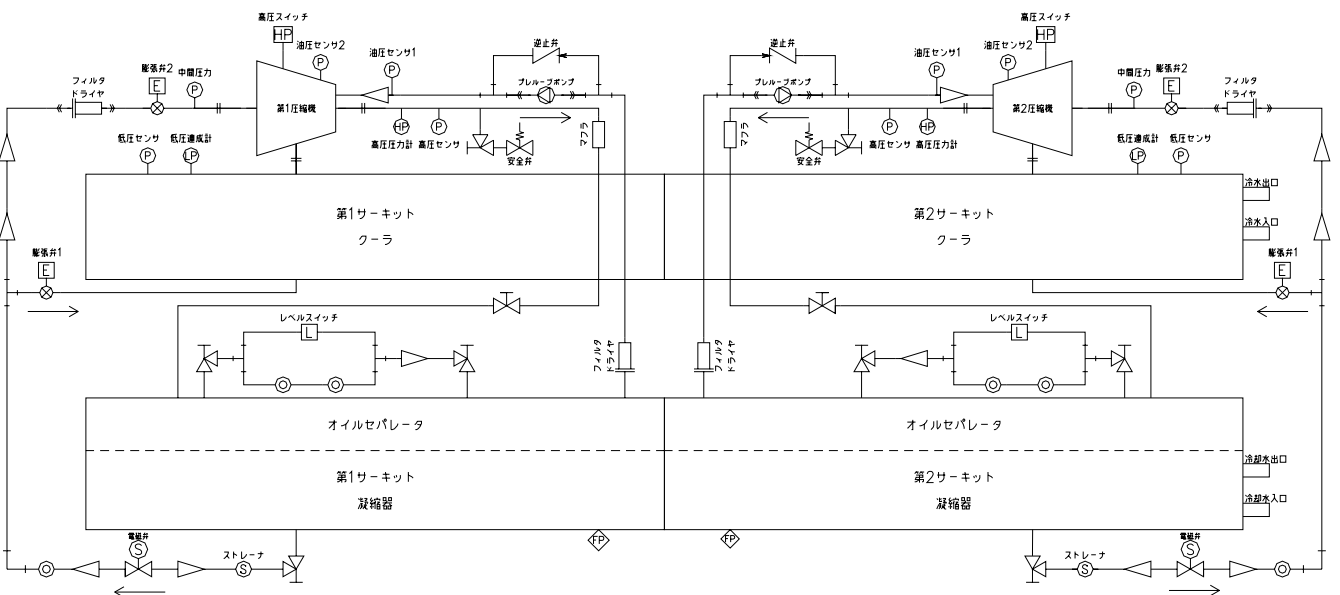 高圧スイッチ
HP
油圧センサ2
P
油圧センサ1
P
逆止弁
プレルーブポンプ
フィルタ
ドライヤ
膨張弁2
E
中間圧力
P
第1圧縮機
HP
高圧圧力計
P
高圧センサ
安全弁
マフラ
低圧センサ
P
低圧連成計
LP
高圧スイッチ
HP
油圧センサ1
P
油圧センサ2
P
逆止弁
プレルーブポンプ
第2圧縮機
中間圧力
P
膨張弁2
E
フィルタ
ドライヤ
マフラ
安全弁
P
高圧センサ
HP
高圧圧力計
低圧連成計
LP
低圧センサ
P
第1サーキット
クーラ
第2サーキット
クーラ
冷水出口
冷水入口
膨張弁1
E
膨張弁1
E
レベルスイッチ
L
フィルタ
ドライヤ
フィルタ
ドライヤ
レベルスイッチ
L
オイルセパレータ
オイルセパレータ
第1サーキット
凝縮器
第2サーキット
凝縮器
冷却水出口
冷却水入口
FP
FP
電磁弁
S
ストレーナ
S
ストレーナ
S
電磁弁
S